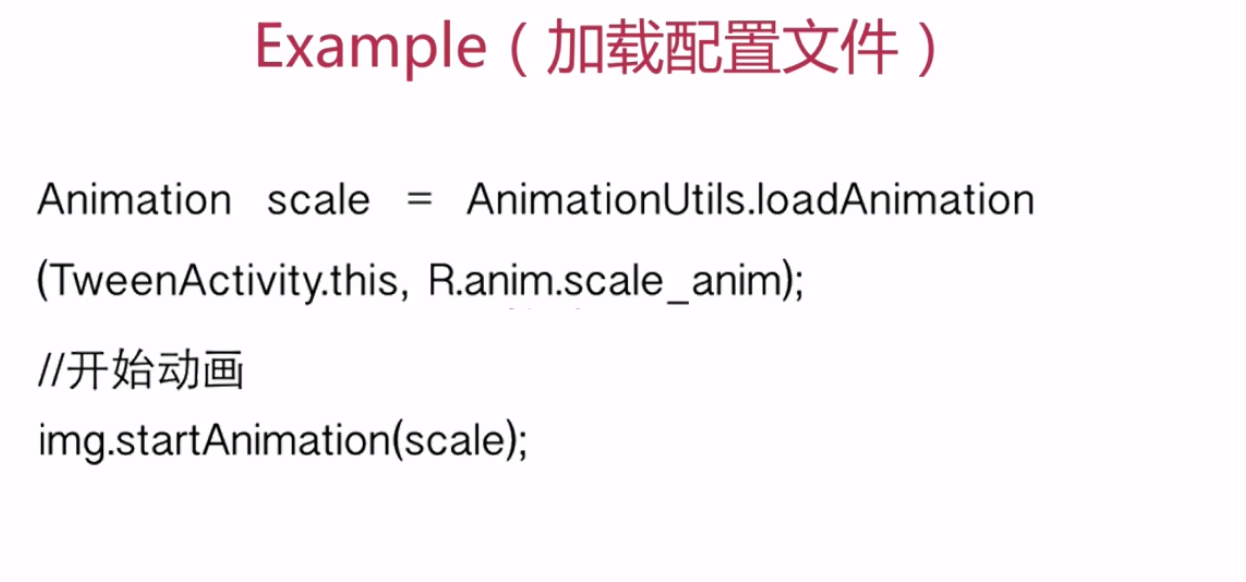 Example（加载配置文件）
Animation scale = AnimationUtils.loadAnimation
(TweenActivity.this, R.anim.scale_anim);
//开始动画
img.startAnimation(scale);